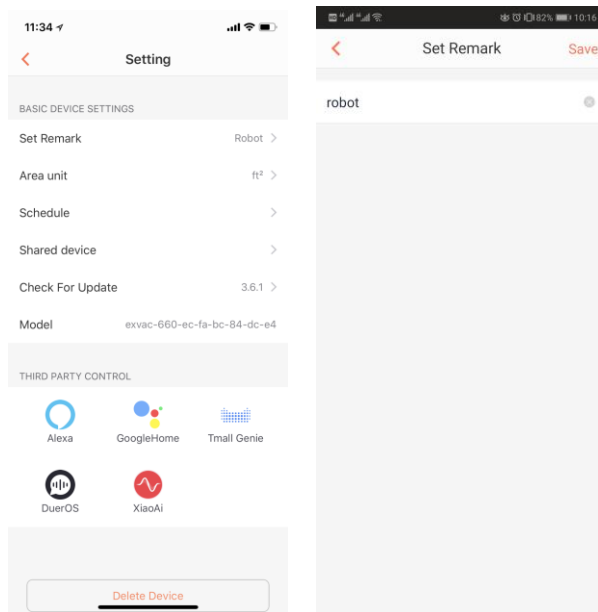 11:34
Setting
BASIC DEVICE SETTINGS
Set Remark Robot
Area unit ft²
Schedule
Shared device
Check For Update 3.6.1
Model exvac-660-ec-fa-bc-84-dc-e4
THIRD PARTY CONTROL
Alexa GoogleHome Tmall Genie
DuerOS XiaoAi
Delete Device
82% 10:16
Set Remark Save
robot